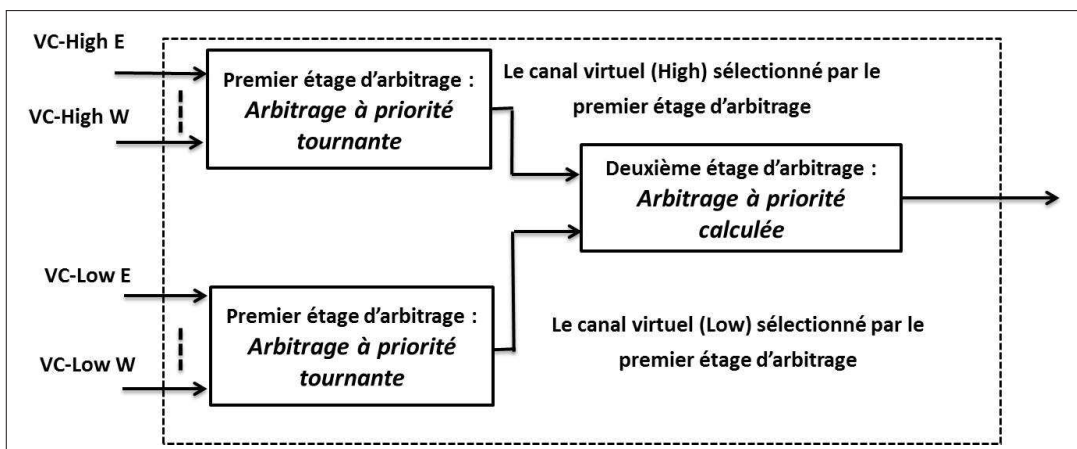 VC-High E
VC-High W
Premier étage d'arbitrage :
Arbitrage à priorité
tournante
Le canal virtuel (High) sélectionné par le
premier étage d'arbitrage
Deuxième étage d'arbitrage :
Arbitrage à priorité
calculée
VC-Low E
VC-Low W
Premier étage d'arbitrage :
Arbitrage à priorité
tournante
Le canal virtuel (Low) sélectionné par le
premier étage d'arbitrage